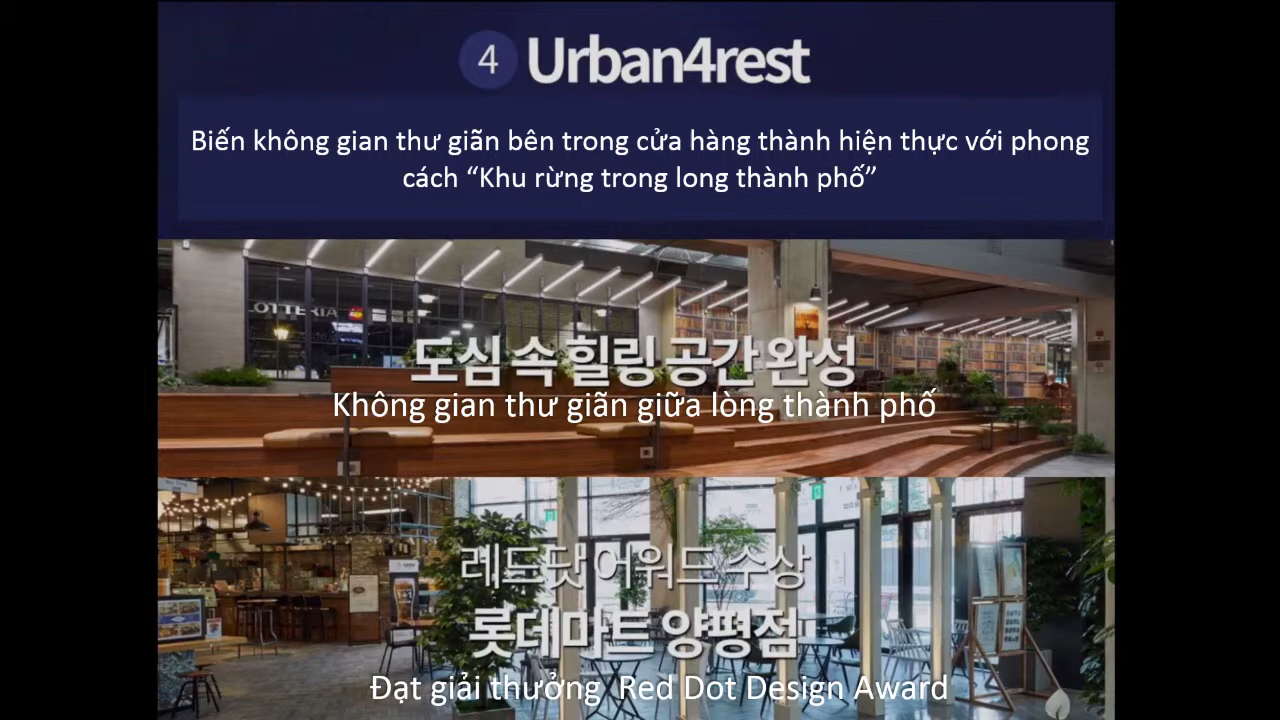 4 Urban4rest
Biến không gian thư giãn bên trong cửa hàng thành hiện thực với phong
cách “Khu rừng trong long thành phố”
OTTERIA
도심 속 힐링 공간 완성
Không gian thư giãn giữa lòng thành phố
레드닷 어워드 수상
롯데마트 양평점
Đạt giải thưởng Red Dot Design Award